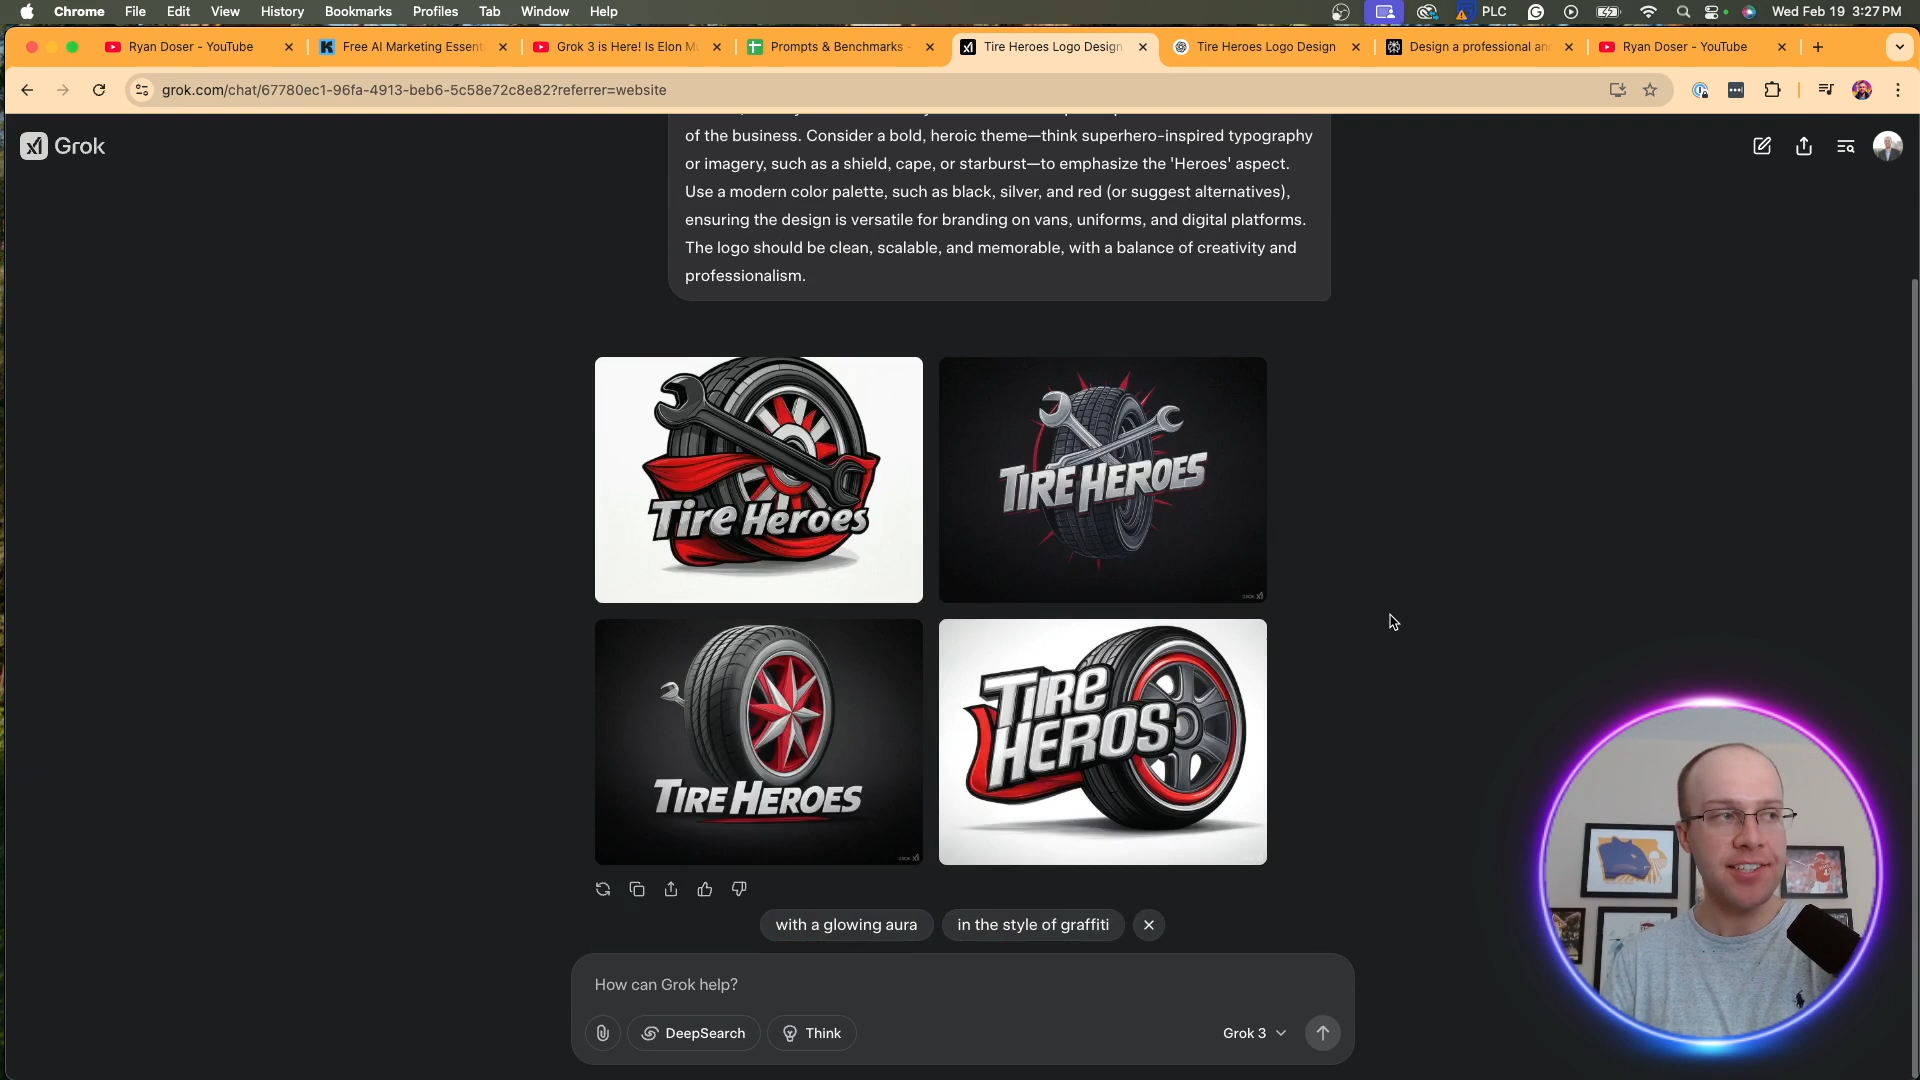 Chrome File Edit View History Bookmarks Profiles Tab Window Help
PLC Wed Feb 19 3:27 PM
Ryan Doser - YouTube
Free AI Marketing Essent
Grok 3 is Here! Is Elon M
Prompts & Benchmarks -
Tire Heroes Logo Design
Tire Heroes Logo Design
Design a professional an
Ryan Doser - YouTube
grok.com/chat/67780ec1-96fa-4913-beb6-5c58e72c8e82?referrer=website
Grok
of the business. Consider a bold, heroic theme—think superhero-inspired typography
or imagery, such as a shield, cape, or starburst—to emphasize the 'Heroes' aspect.
Use a modern color palette, such as black, silver, and red (or suggest alternatives),
ensuring the design is versatile for branding on vans, uniforms, and digital platforms.
The logo should be clean, scalable, and memorable, with a balance of creativity and
professionalism.
Tire Heroes
TIRE HEROES
TIRE HEROES
TIRE
HEROS
with a glowing aura
in the style of graffiti
How can Grok help?
DeepSearch
Think
Grok 3